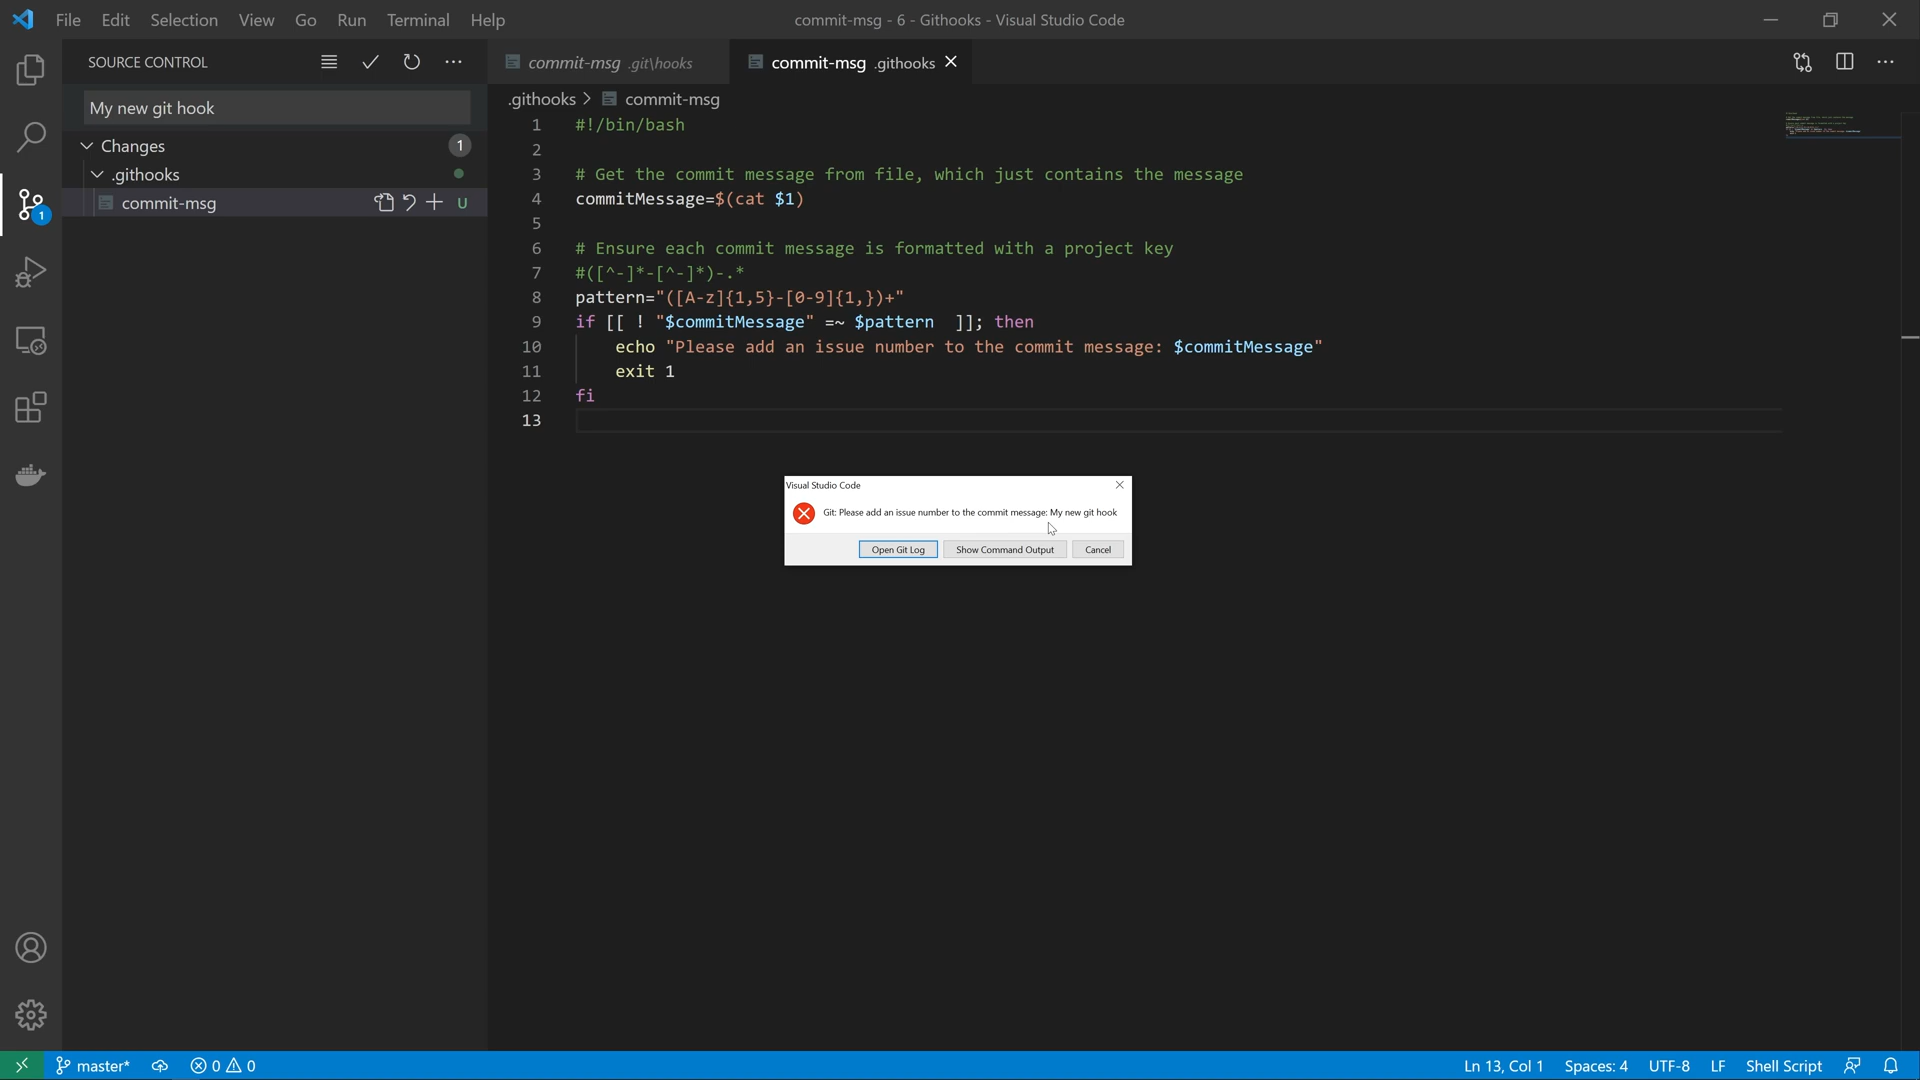 File Edit Selection View Go Run Terminal Help
commit-msg - 6 - Githooks - Visual Studio Code
SOURCE CONTROL
My new git hook
Changes 1
.githooks
commit-msg U
1
commit-msg .git\hooks
commit-msg .githooks
.githooks > commit-msg
1 #!/bin/bash
2
3 # Get the commit message from file, which just contains the message
4 commitMessage=$(cat $1)
5
6 # Ensure each commit message is formatted with a project key
7 #([^-]*-[^-]*)-.*
8 pattern="([A-z]{1,5}-[0-9]{1,})+"
9 if [[ ! "$commitMessage" =~ $pattern  ]]; then
10 echo "Please add an issue number to the commit message: $commitMessage"
11 exit 1
12 fi
13
Visual Studio Code
Git: Please add an issue number to the commit message: My new git hook
Open Git Log Show Command Output Cancel
master* 0 0 Ln 13, Col 1 Spaces: 4 UTF-8 LF Shell Script